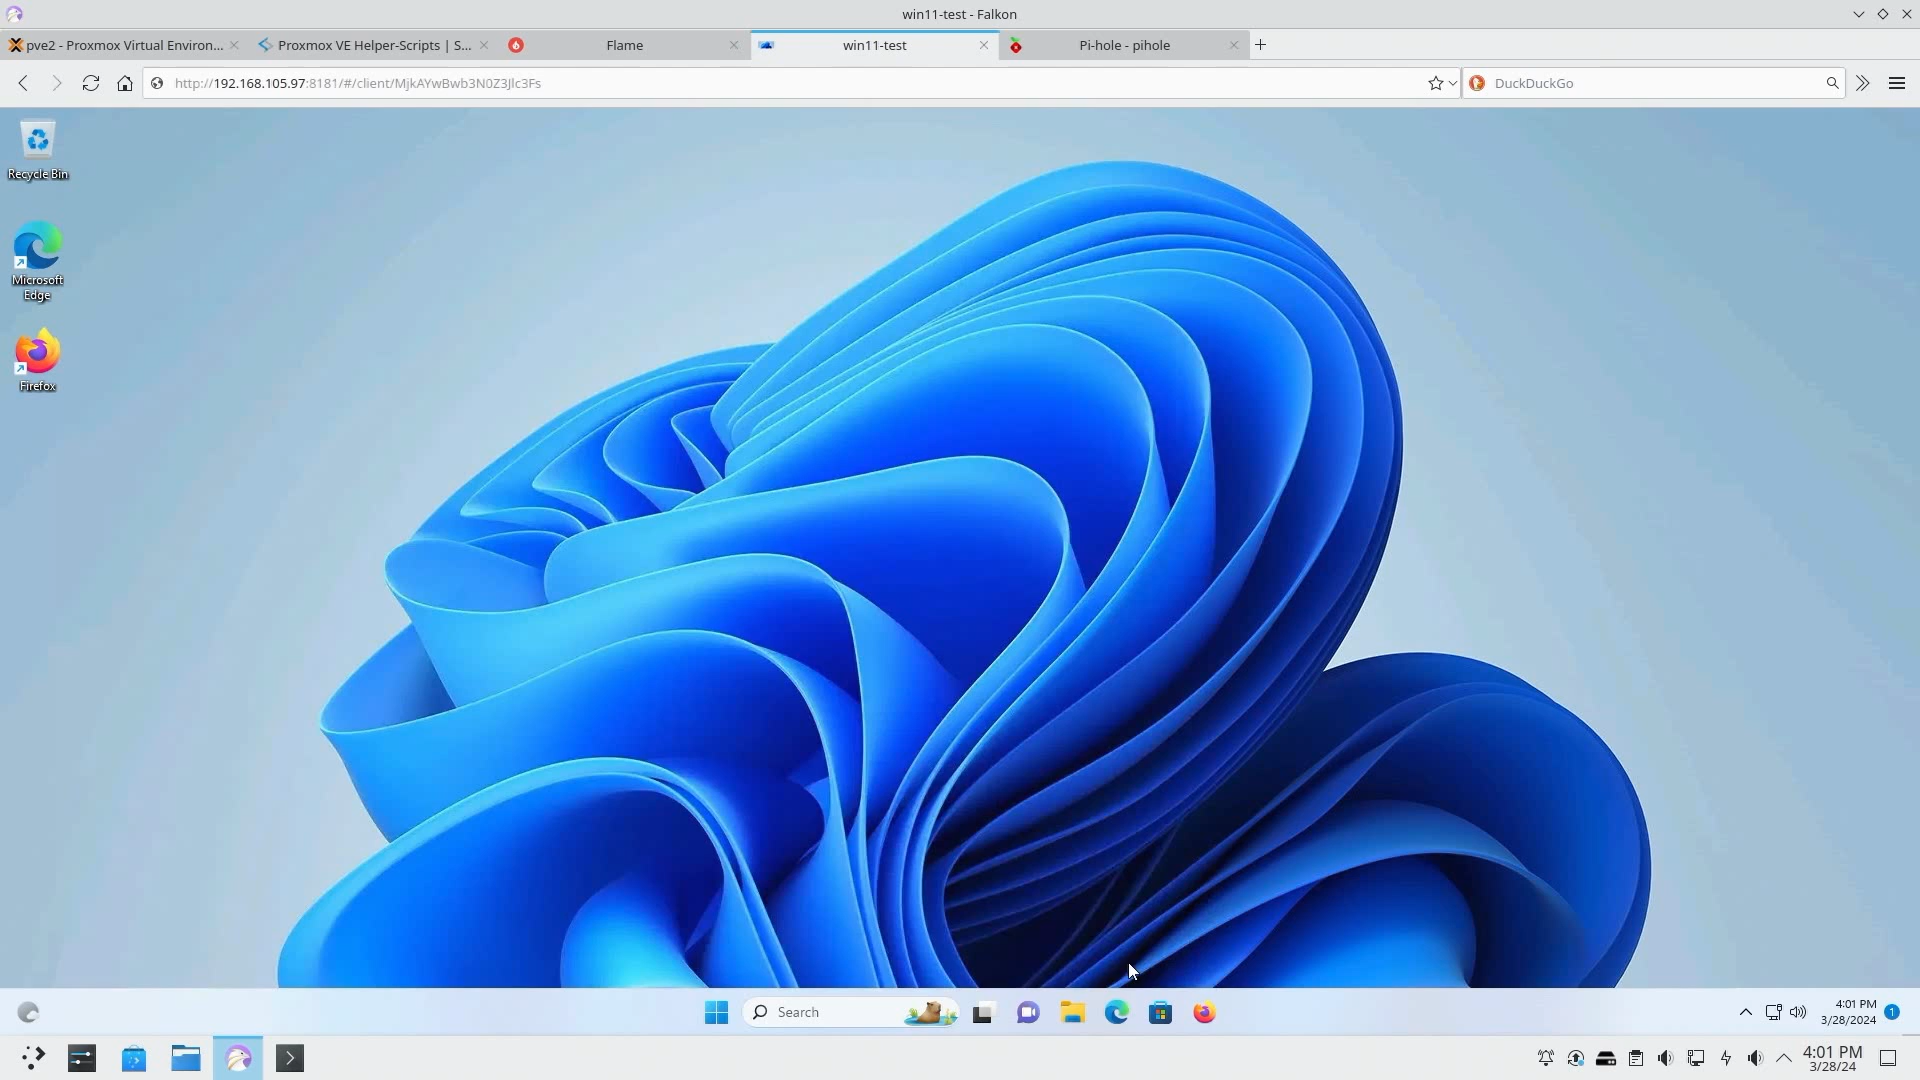 win11-test - Falkon
pve2 - Proxmox Virtual Environ...
Proxmox VE Helper-Scripts | S...
Flame
win11-test
Pi-hole - pihole
http://192.168.105.97:8181/#/client/MjkAYwBwb3N0Z3Jlc3Fs
DuckDuckGo
Recycle Bin
Microsoft
Edge
Firefox
Search
4:01 PM
3/28/2024
1
4:01 PM
3/28/24